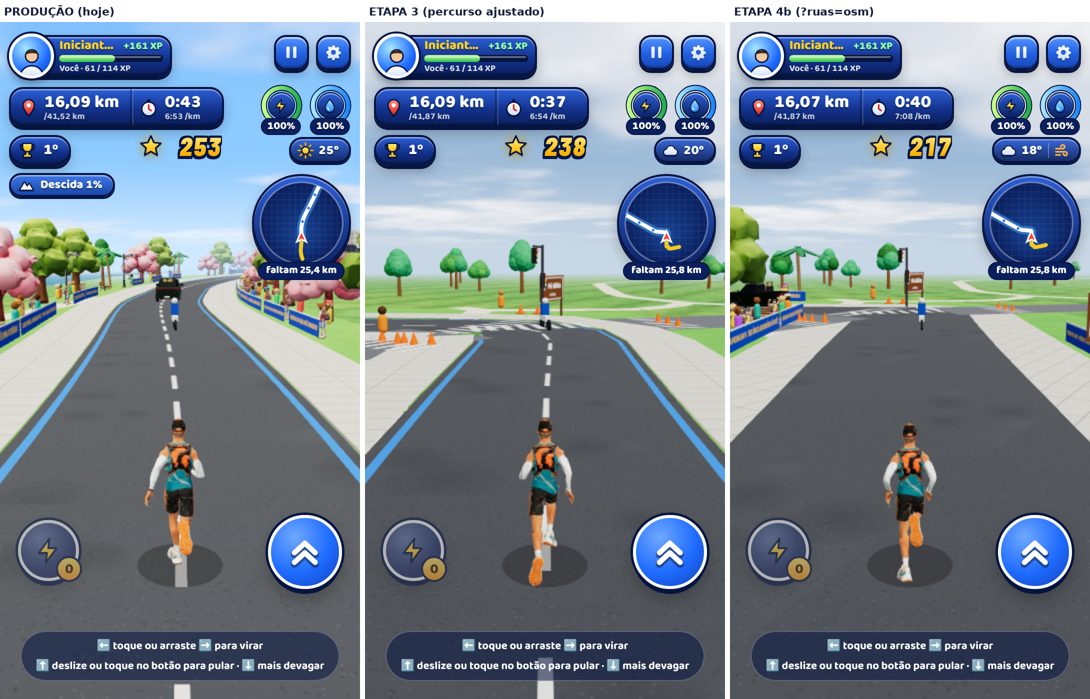 PRODUÇÃO (hoje)
Iniciant... +161 XP
Você · 61 / 114 XP
16,09 km
/41,52 km
0:43
6:53 /km
100%
100%
1º
253
25°
Descida 1%
faltam 25,4 km
0
⬅ toque ou arraste ➡ para virar
⬆ deslize ou toque no botão para pular · ⬇ mais devagar
ETAPA 3 (percurso ajustado)
Iniciant... +161 XP
Você · 61 / 114 XP
16,09 km
/41,87 km
0:37
6:54 /km
100%
100%
1º
238
20°
faltam 25,8 km
0
⬅ toque ou arraste ➡ para virar
⬆ deslize ou toque no botão para pular · ⬇ mais devagar
ETAPA 4b (?ruas=osm)
Iniciant... +161 XP
Você · 61 / 114 XP
16,07 km
/41,87 km
0:40
7:08 /km
100%
100%
1º
217
18°
faltam 25,8 km
0
⬅ toque ou arraste ➡ para virar
⬆ deslize ou toque no botão para pular · ⬇ mais devagar